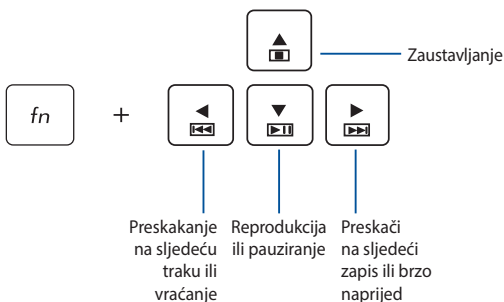 Zaustavljanje
fn
+
Preskakanje
na sljedeću
traku ili
vraćanje
Reprodukcija
ili pauziranje
Preskači
na sljedeći
zapis ili brzo
naprijed